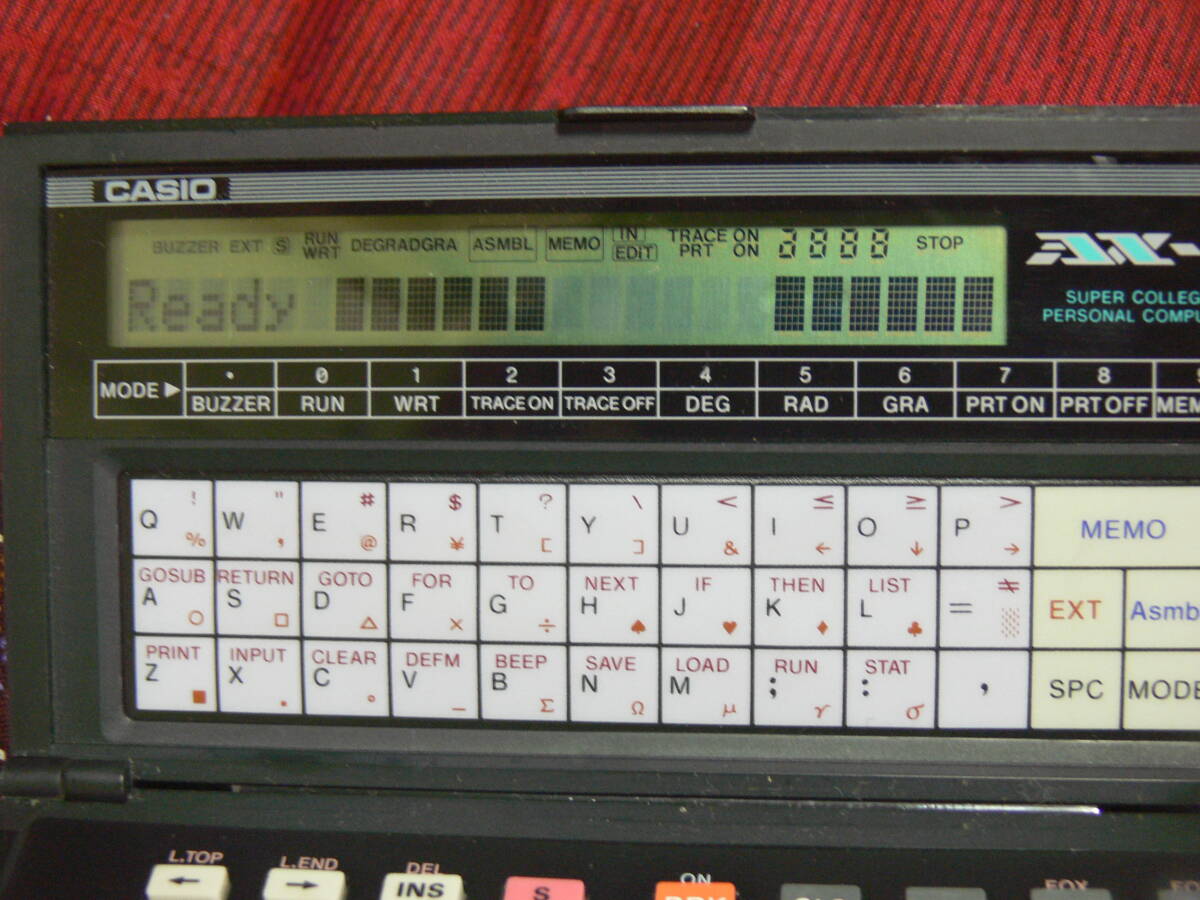 CASIO
BUZZER EXT S RUN WRT DEGRADGRA ASMBL MEMO IN EDIT TRACE ON PRT ON STOP
Ready
SUPER COLLEG
PERSONAL COMPU
MODE ▶ • 0 1 2 3 4 5 6 7 8
BUZZER RUN WRT TRACE ON TRACE OFF DEG RAD GRA PRT ON PRT OFF MEM
! " # $ ? \ < ≤ ≥ >
Q W E R T Y U I O P MEMO
% , @ ¥ [ ] & ← ↓ →
GOSUB RETURN GOTO FOR TO NEXT IF THEN LIST ≠
A S D F G H J K L = EXT Asmb
○ □ △ × ÷ ♠ ♥ ♦ ♣ ▒
PRINT INPUT CLEAR DEFM BEEP SAVE LOAD RUN STAT
Z X C V B N M ; : , SPC MODE
■ . ° _ Σ Ω μ γ σ
L.TOP L.END DEL ON
← → INS S BRK